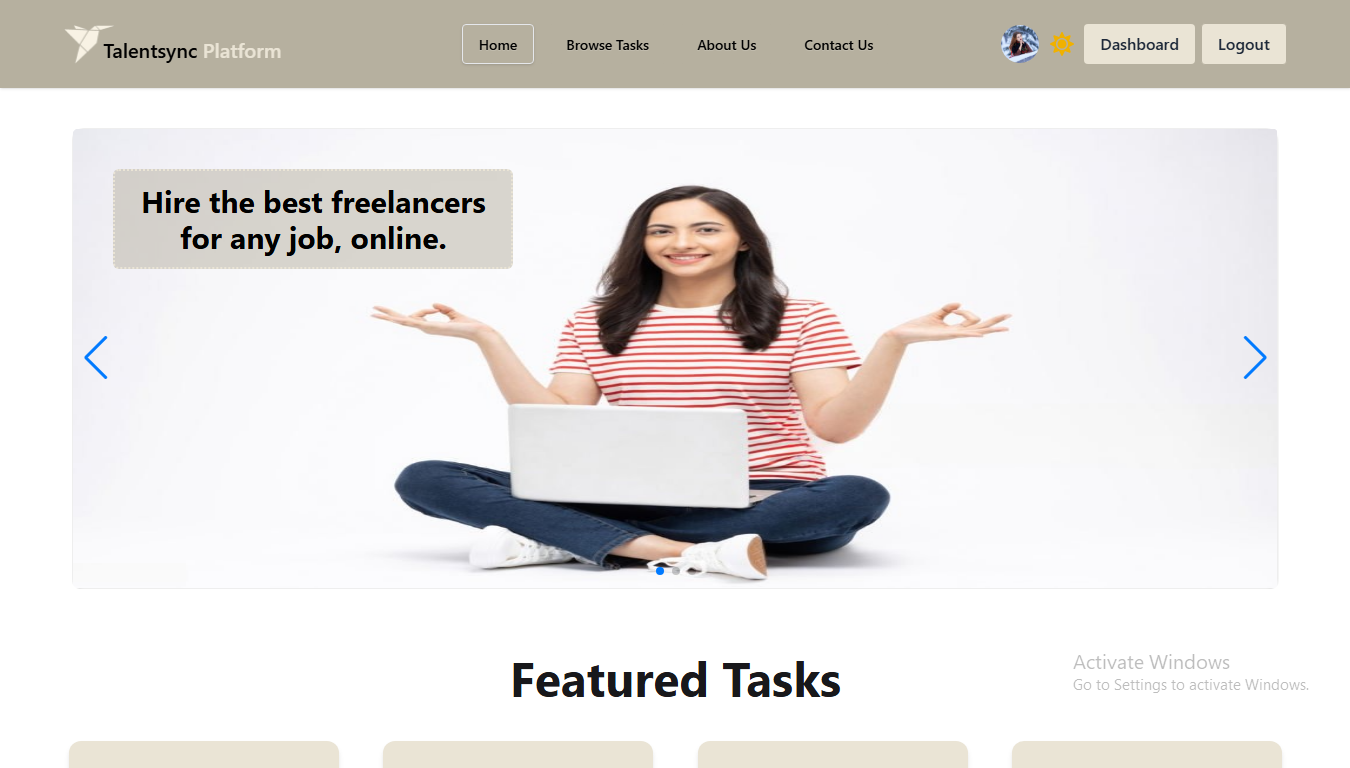 Talentsync Platform
Home
Browse Tasks
About Us
Contact Us
Dashboard
Logout
Hire the best freelancers
for any job, online.
Featured Tasks
Activate Windows
Go to Settings to activate Windows.